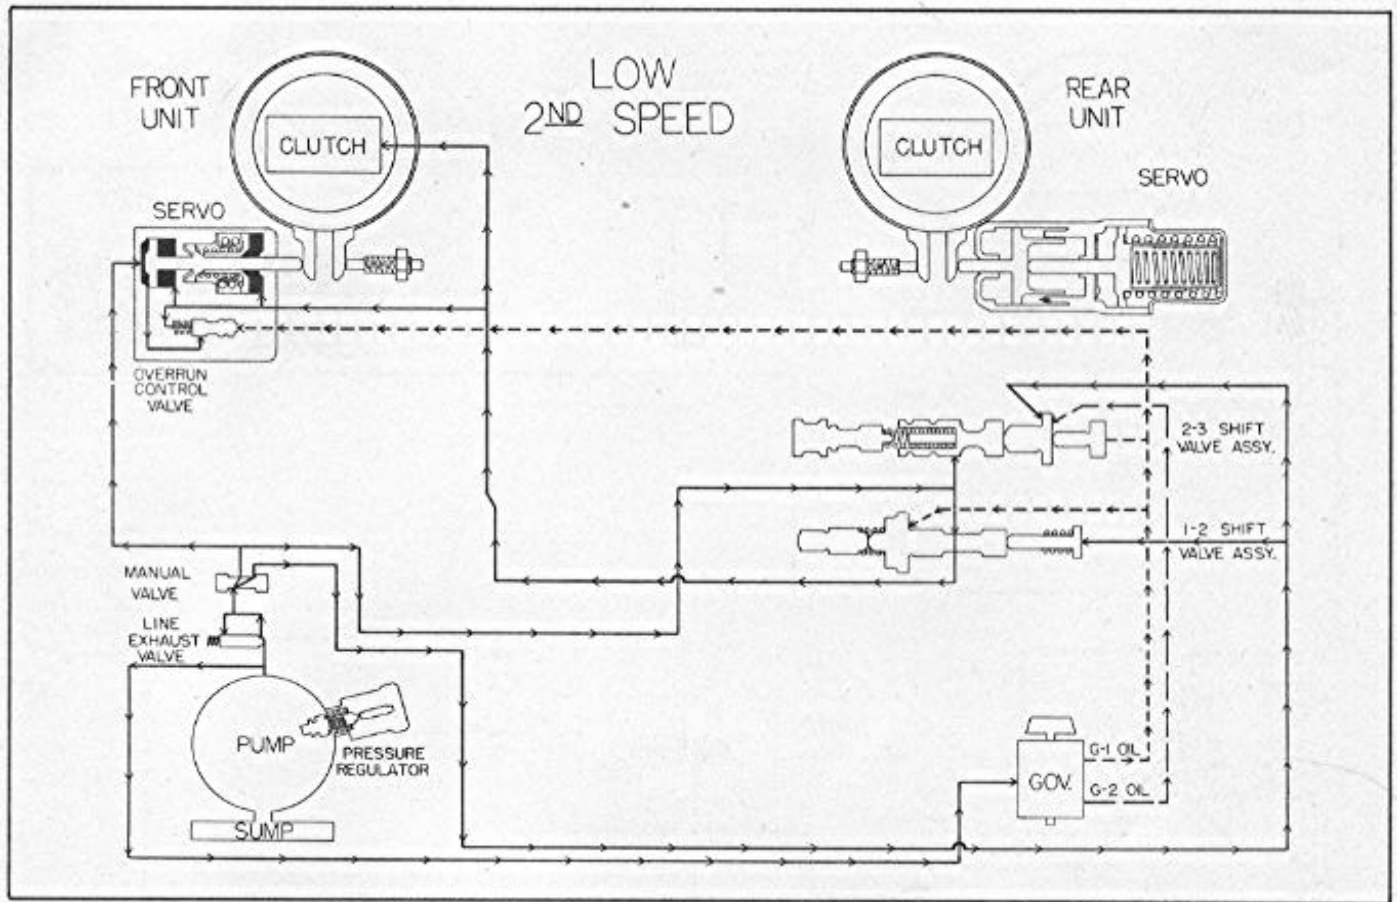 FRONT
UNIT
LOW
2ND SPEED
REAR
UNIT
CLUTCH
CLUTCH
SERVO
SERVO
OVERRUN
CONTROL
VALVE
2-3 SHIFT
VALVE ASSY.
1-2 SHIFT
VALVE ASSY.
MANUAL
VALVE
LINE
EXHAUST
VALVE
PUMP
PRESSURE
REGULATOR
SUMP
GOV.
G-1 OIL
G-2 OIL